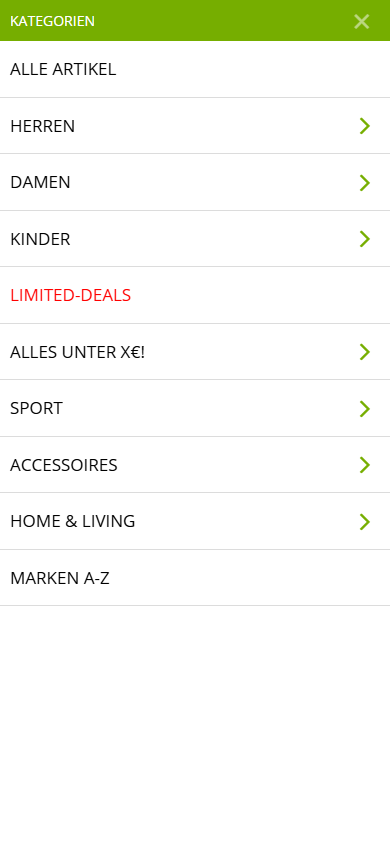 KATEGORIEN
ALLE ARTIKEL
HERREN
DAMEN
KINDER
LIMITED-DEALS
ALLES UNTER X€!
SPORT
ACCESSOIRES
HOME & LIVING
MARKEN A-Z